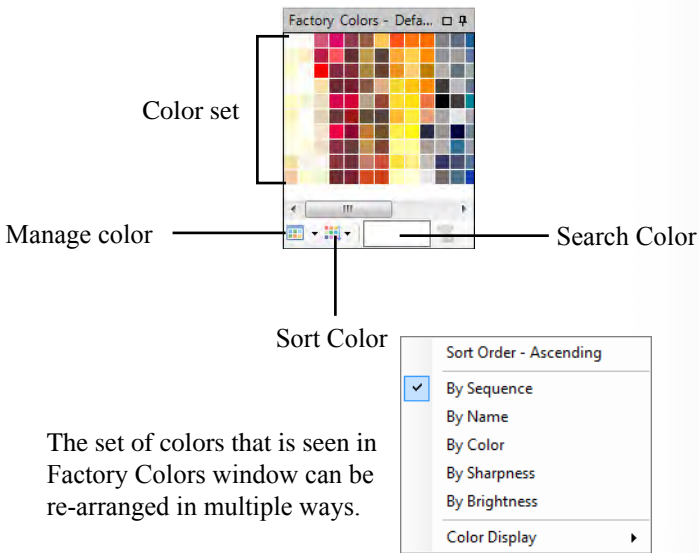 Factory Colors - Defa...
Color set
Manage color
Search Color
Sort Color
Sort Order - Ascending
By Sequence
By Name
By Color
By Sharpness
By Brightness
Color Display
The set of colors that is seen in
Factory Colors window can be
re-arranged in multiple ways.